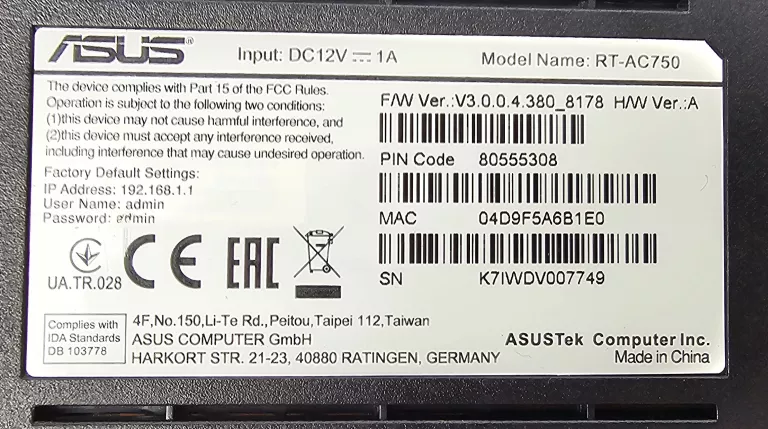 ASUS® Input: DC12V ⎓ 1A Model Name: RT-AC750
The device complies with Part 15 of the FCC Rules.
Operation is subject to the following two conditions:
(1)this device may not cause harmful interference, and
(2)this device must accept any interference received,
including interference that may cause undesired operation.
Factory Default Settings:
IP Address: 192.168.1.1
User Name: admin
Password: admin
F/W Ver.:V3.0.0.4.380_8178 H/W Ver.:A
PIN Code 80555308
MAC 04D9F5A6B1E0
SN K7IWDV007749
UA.TR.028
CE EAC
Complies with
IDA Standards
DB 103778
4F,No.150,Li-Te Rd.,Peitou,Taipei 112,Taiwan
ASUS COMPUTER GmbH
HARKORT STR. 21-23, 40880 RATINGEN, GERMANY
ASUSTek Computer Inc.
Made in China